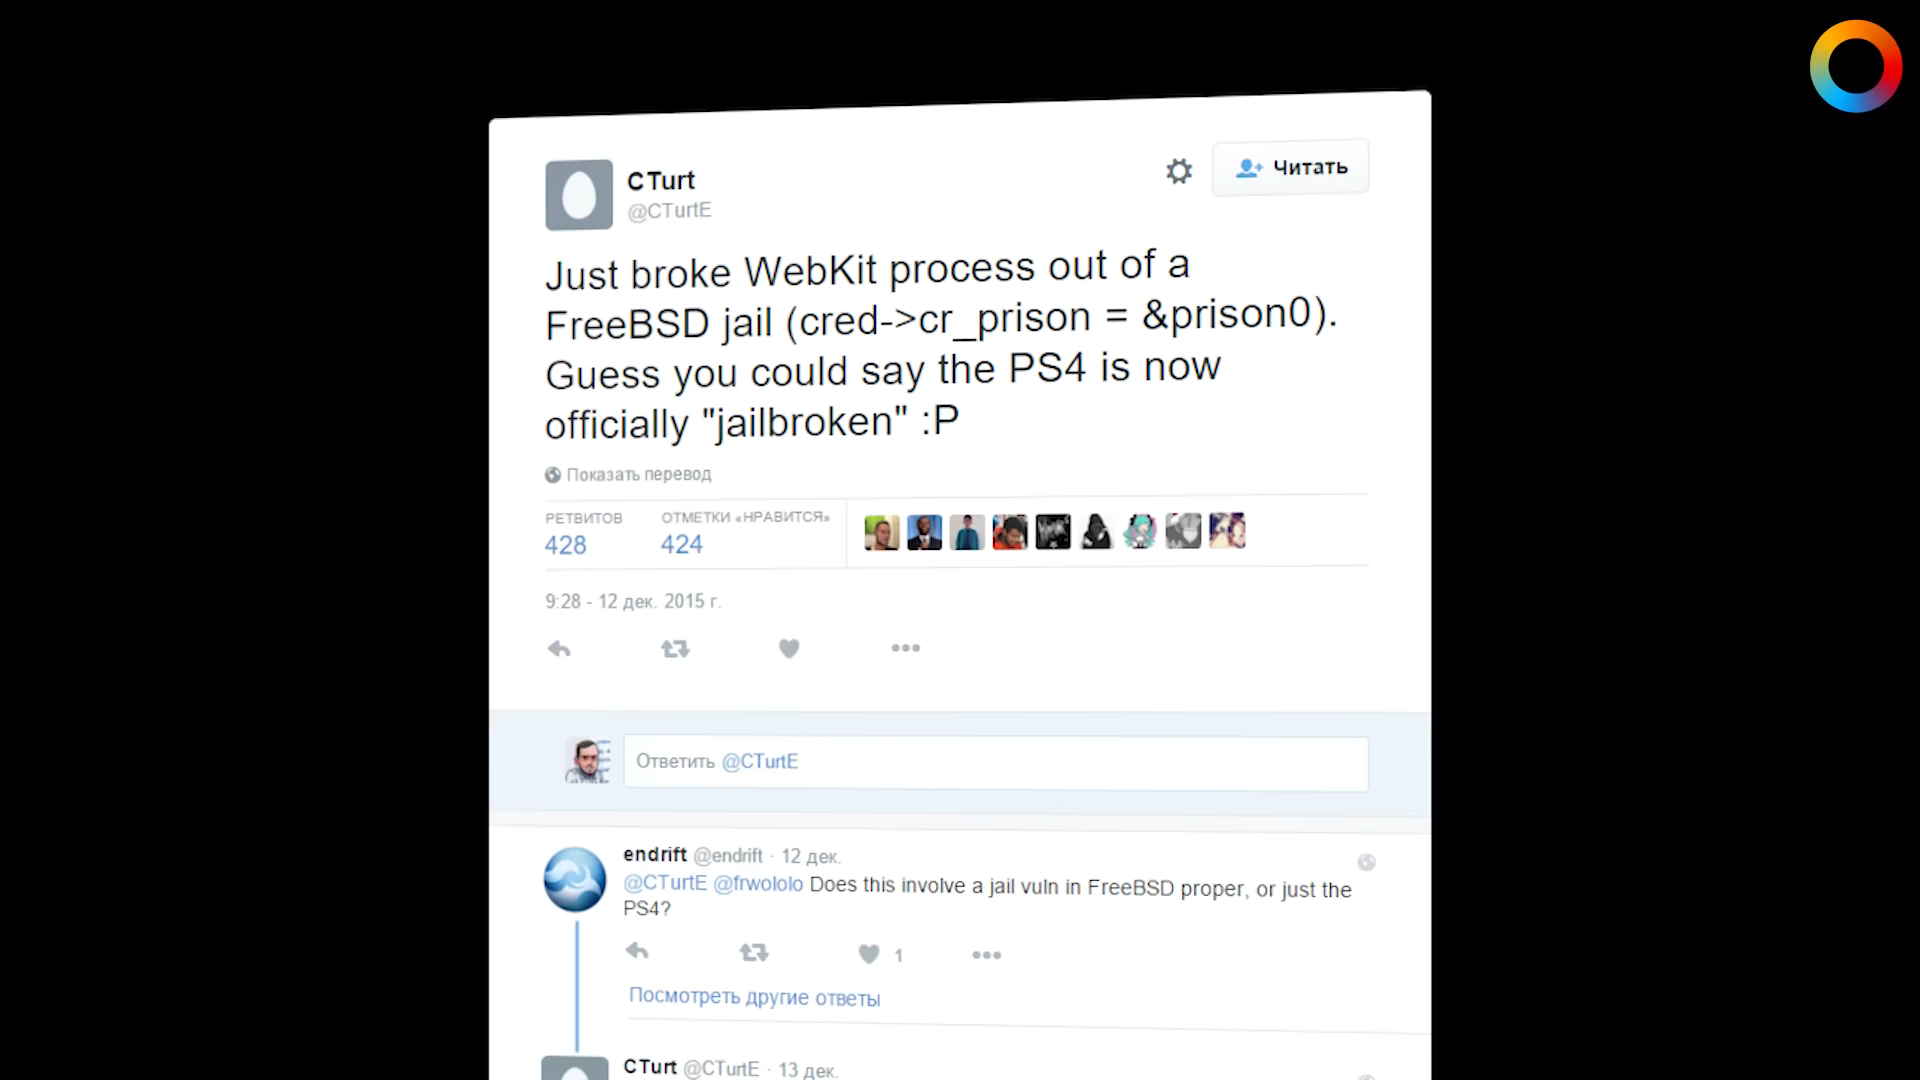 CTurt
@CTurtE
Читать
Just broke WebKit process out of a
FreeBSD jail (cred->cr_prison = &prison0).
Guess you could say the PS4 is now
officially "jailbroken" :P
Показать перевод
РЕТВИТОВ
428
ОТМЕТКИ «НРАВИТСЯ»
424
9:28 - 12 дек. 2015 г.
Ответить @CTurtE
endrift @endrift · 12 дек.
@CTurtE @frwololo Does this involve a jail vuln in FreeBSD proper, or just the
PS4?
1
Посмотреть другие ответы
CTurt @CTurtE · 13 дек.